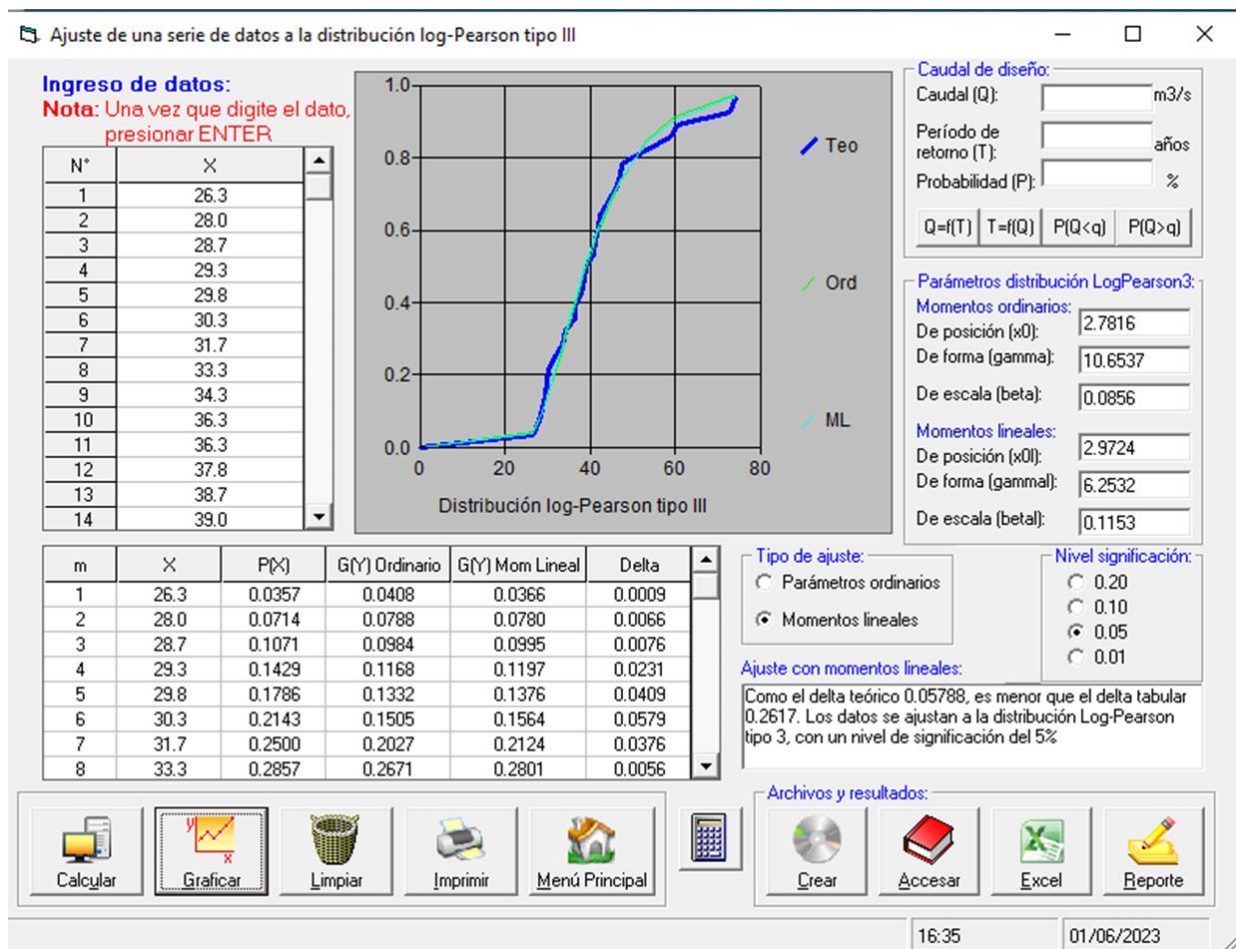 Ajuste de una serie de datos a la distribución log-Pearson tipo III
Ingreso de datos:
Nota: Una vez que digite el dato,
presionar ENTER
N° X
1 26.3
2 28.0
3 28.7
4 29.3
5 29.8
6 30.3
7 31.7
8 33.3
9 34.3
10 36.3
11 36.3
12 37.8
13 38.7
14 39.0
1.0
0.8
0.6
0.4
0.2
0.0
0 20 40 60 80
Distribución log-Pearson tipo III
Teo
Ord
ML
Caudal de diseño:
Caudal (Q): m3/s
Período de
retorno (T): años
Probabilidad (P): %
Q=f(T) T=f(Q) P(Q<q) P(Q>q)
Parámetros distribución LogPearson3:
Momentos ordinarios:
De posición (x0): 2.7816
De forma (gamma): 10.6537
De escala (beta): 0.0856
Momentos lineales:
De posición (x0l): 2.9724
De forma (gammal): 6.2532
De escala (betal): 0.1153
m X P(X) G(Y) Ordinario G(Y) Mom Lineal Delta
1 26.3 0.0357 0.0408 0.0366 0.0009
2 28.0 0.0714 0.0788 0.0780 0.0066
3 28.7 0.1071 0.0984 0.0995 0.0076
4 29.3 0.1429 0.1168 0.1197 0.0231
5 29.8 0.1786 0.1332 0.1376 0.0409
6 30.3 0.2143 0.1505 0.1564 0.0579
7 31.7 0.2500 0.2027 0.2124 0.0376
8 33.3 0.2857 0.2671 0.2801 0.0056
Tipo de ajuste:
Parámetros ordinarios
Momentos lineales
Nivel significación:
0.20
0.10
0.05
0.01
Ajuste con momentos lineales:
Como el delta teórico 0.05788, es menor que el delta tabular
0.2617. Los datos se ajustan a la distribución Log-Pearson
tipo 3, con un nivel de significación del 5%
Calcular
y x
Graficar
Limpiar
Imprimir
Menú Principal
Archivos y resultados:
Crear
Accesar
Excel
Reporte
16:35 01/06/2023